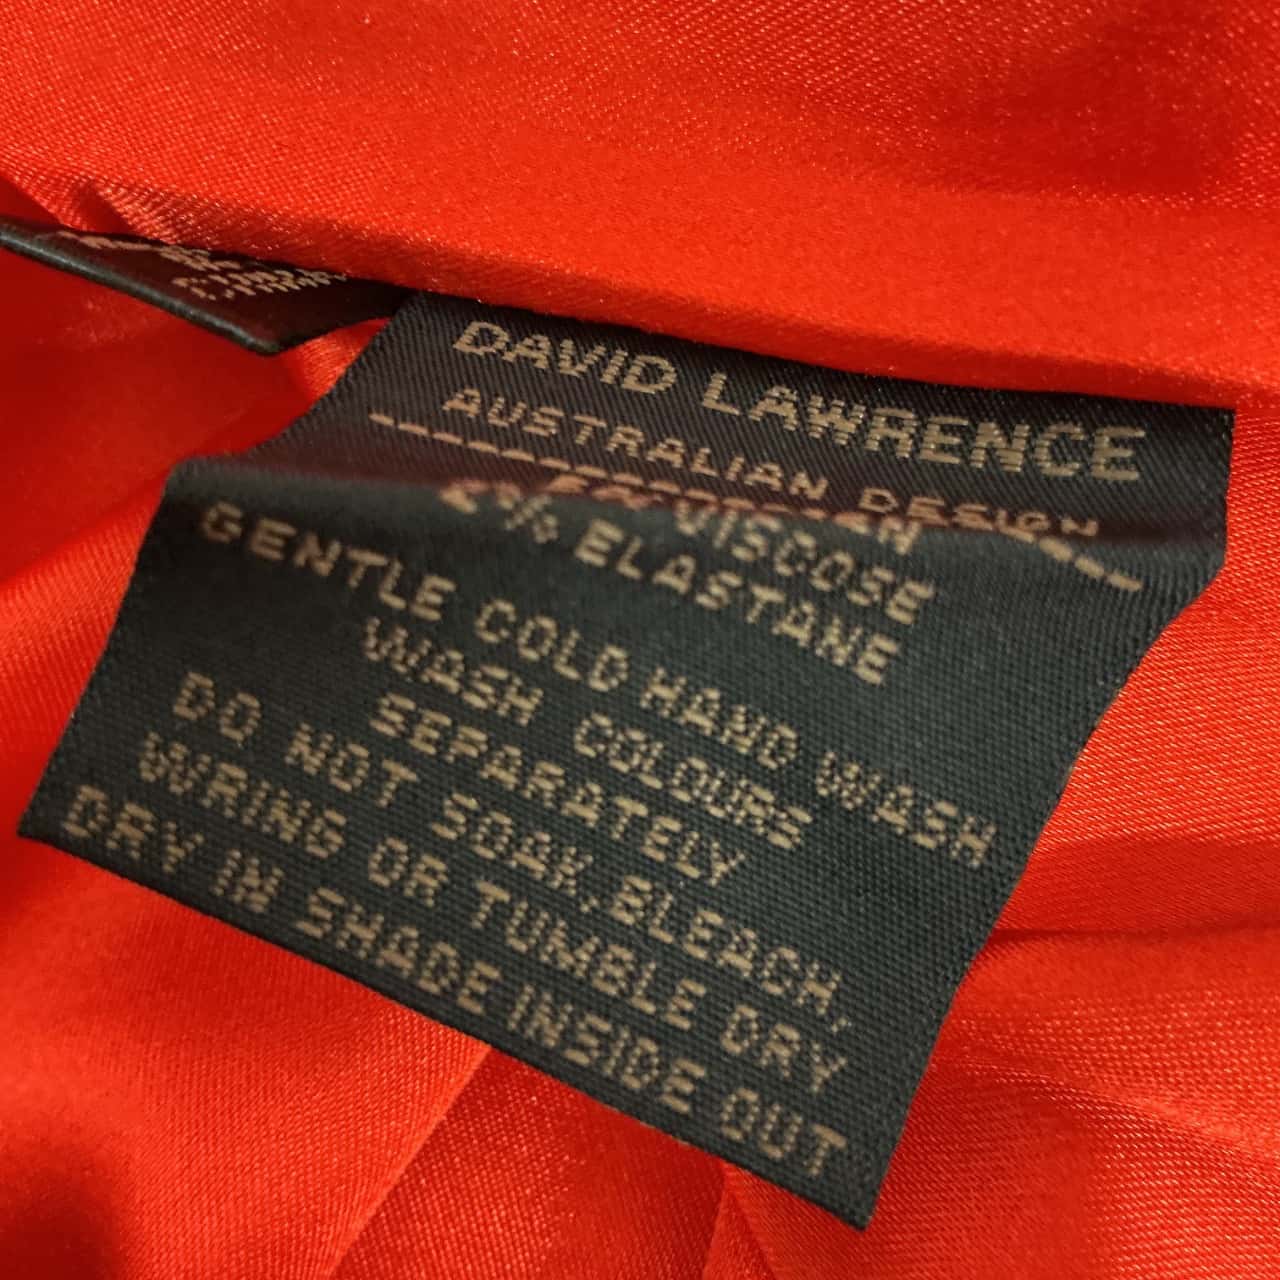 DAVID LAWRENCE
AUSTRALIAN DESIGN
VISCOSE
2% ELASTANE
GENTLE COLD HAND WASH
WASH COLOURS
SEPARATELY
DO NOT SOAK, BLEACH,
WRING OR TUMBLE DRY
DRY IN SHADE INSIDE OUT